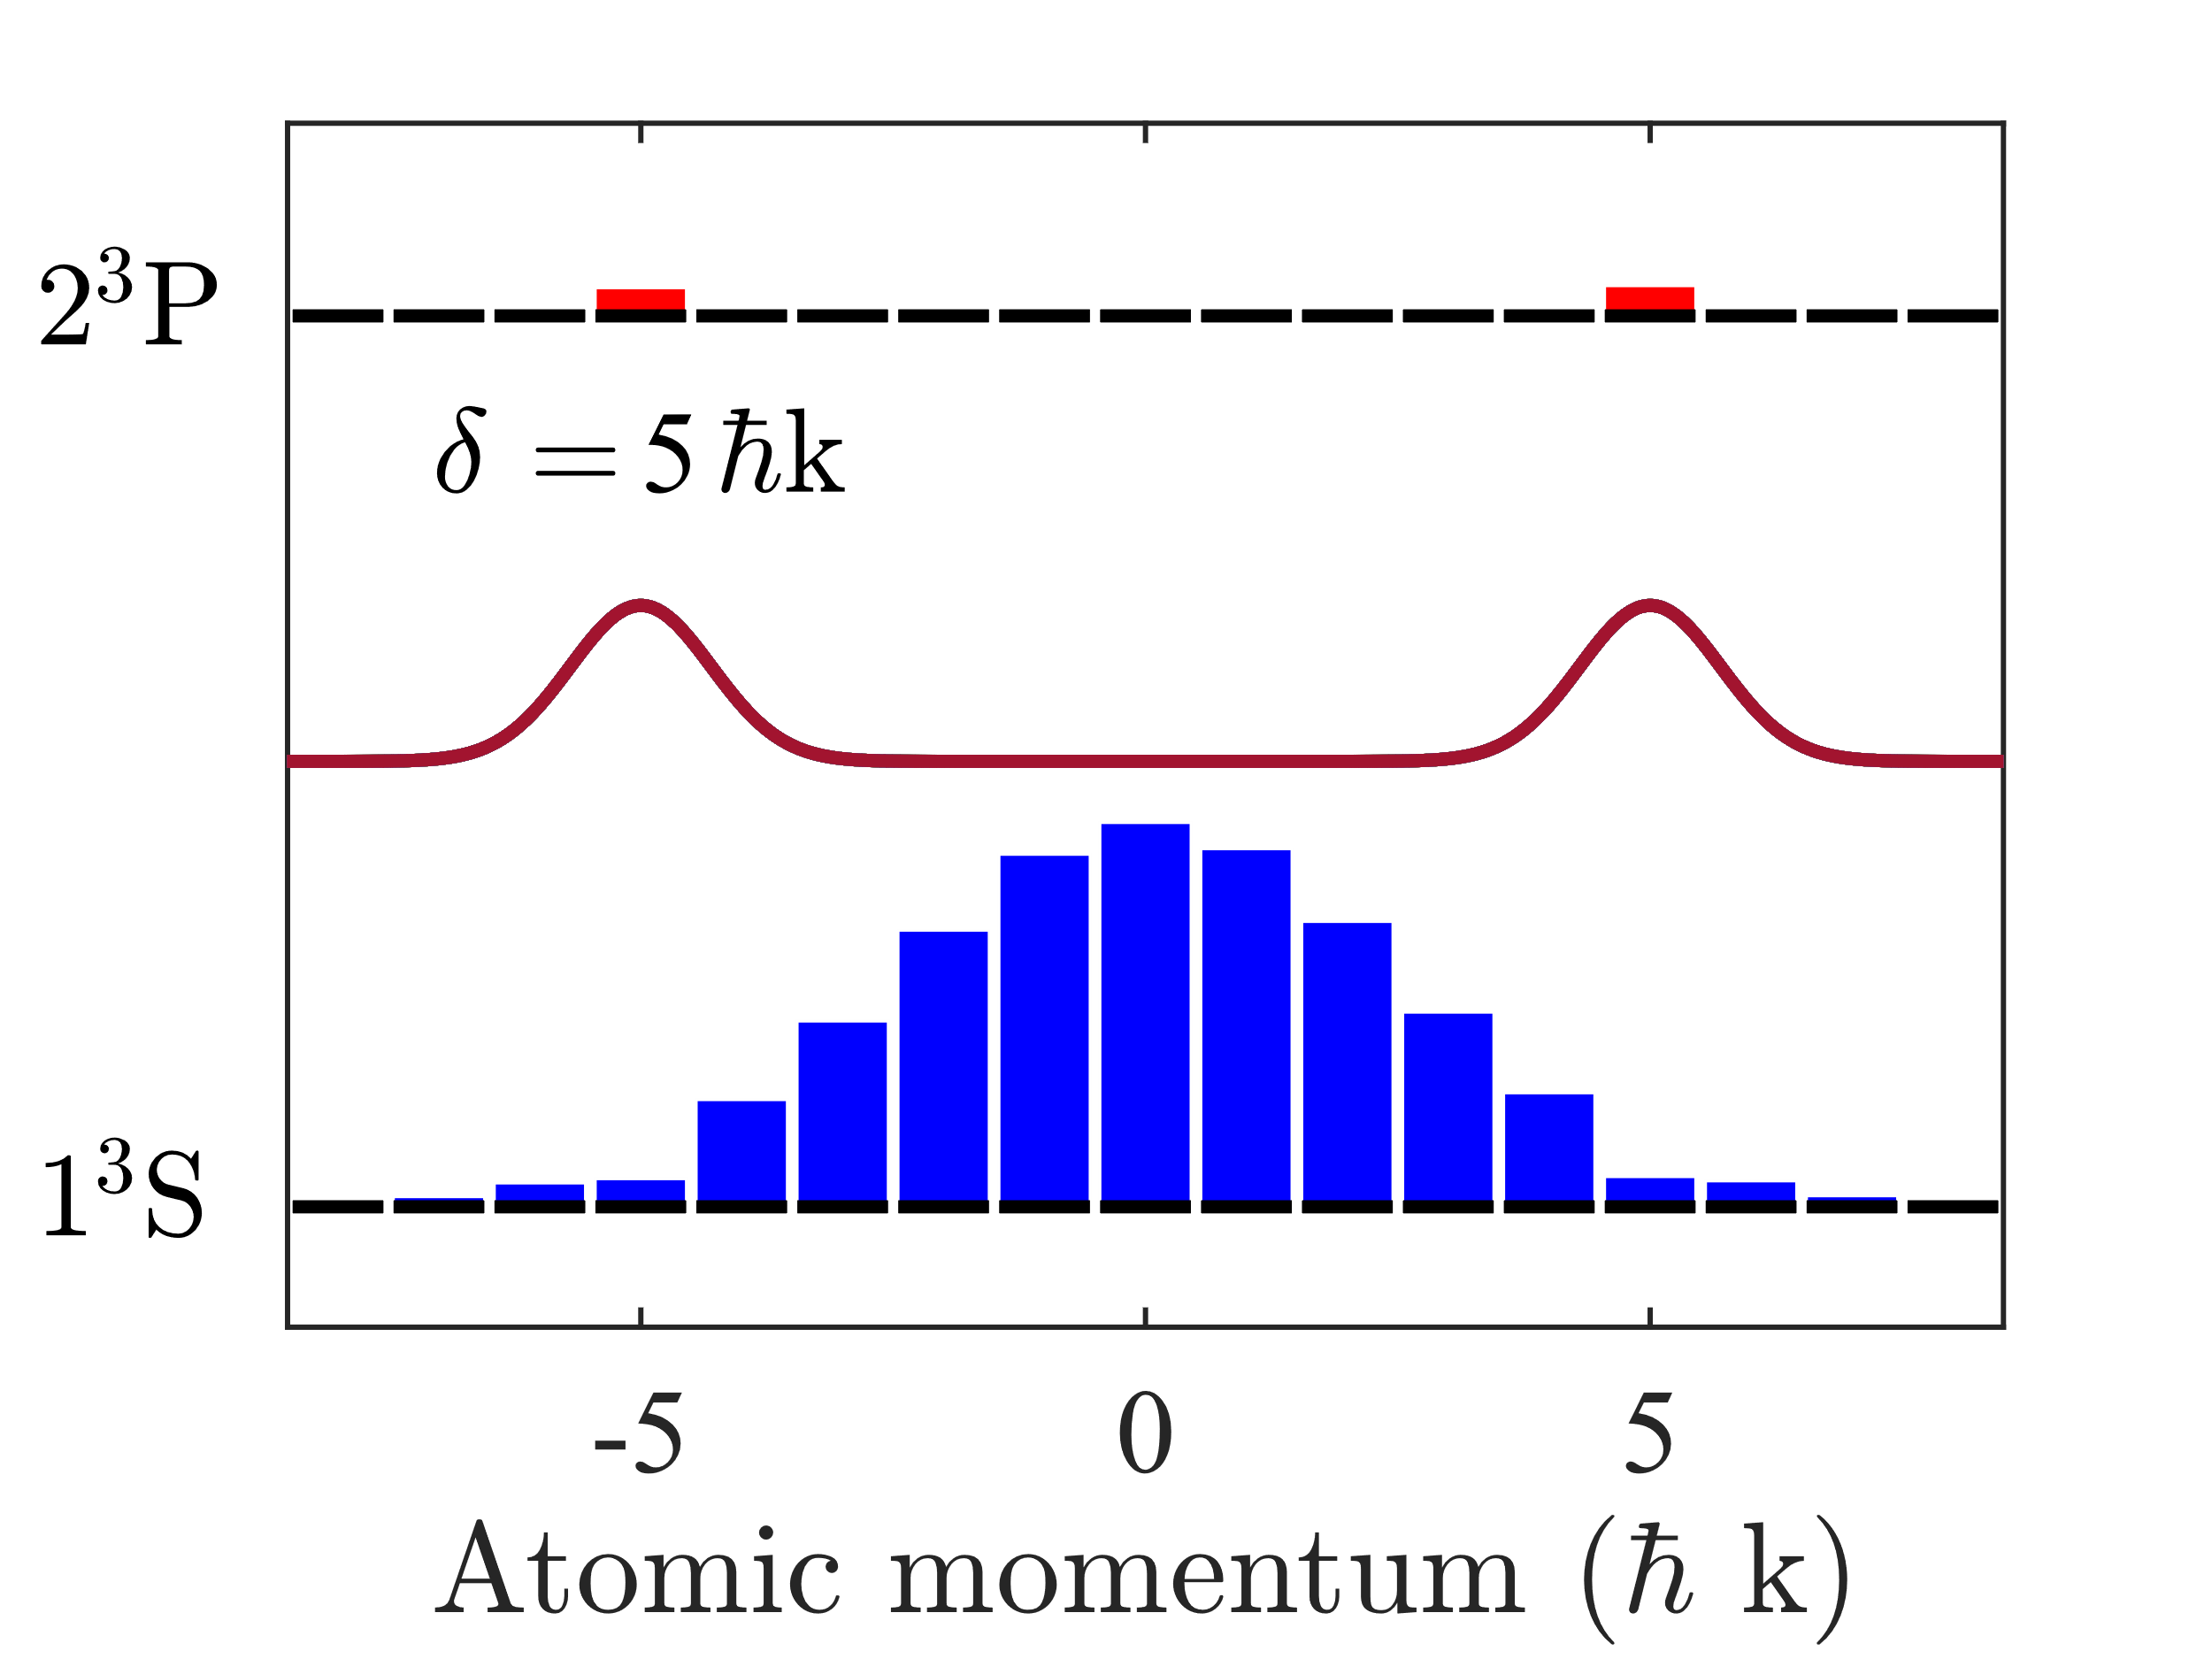 2³P
δ = 5 ℏk
1³S
-5 0 5
Atomic momentum (ℏ k)